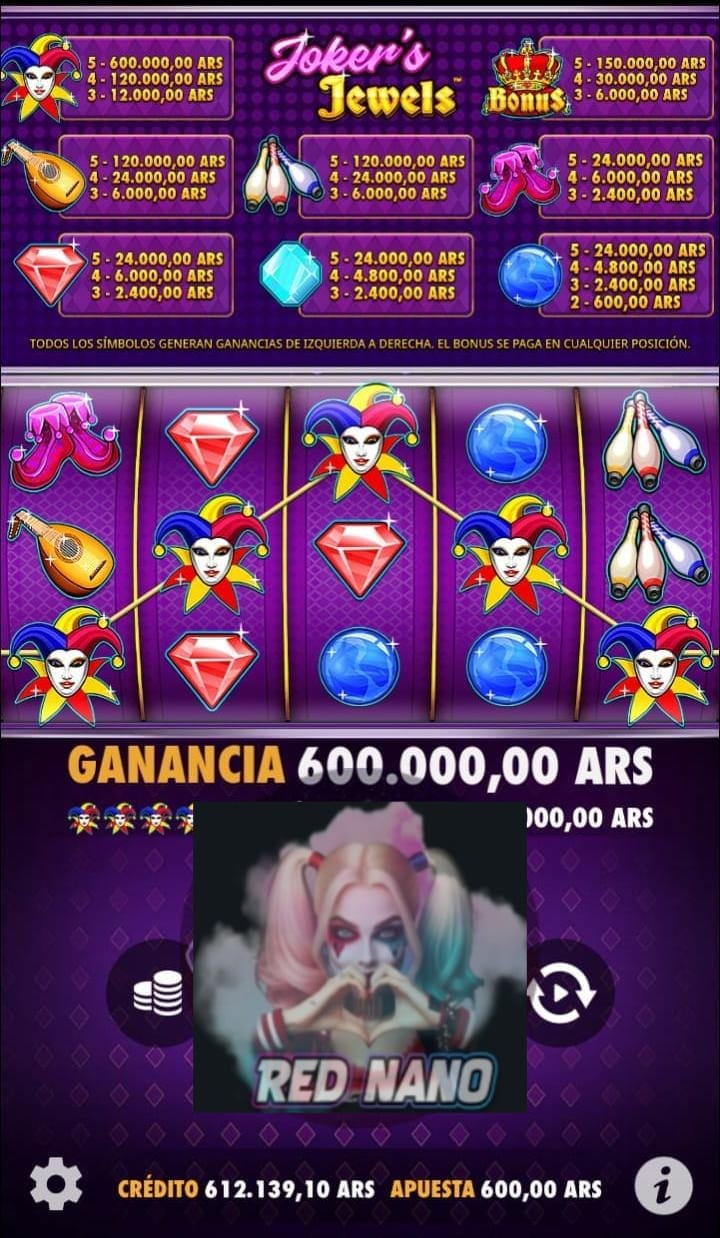 5 - 600.000,00 ARS
4 - 120.000,00 ARS
3 - 12.000,00 ARS
Joker's
Jewels™
BONUS
5 - 150.000,00 ARS
4 - 30.000,00 ARS
3 - 6.000,00 ARS
5 - 120.000,00 ARS
4 - 24.000,00 ARS
3 - 6.000,00 ARS
5 - 120.000,00 ARS
4 - 24.000,00 ARS
3 - 6.000,00 ARS
5 - 24.000,00 ARS
4 - 6.000,00 ARS
3 - 2.400,00 ARS
5 - 24.000,00 ARS
4 - 6.000,00 ARS
3 - 2.400,00 ARS
5 - 24.000,00 ARS
4 - 4.800,00 ARS
3 - 2.400,00 ARS
5 - 24.000,00 ARS
4 - 4.800,00 ARS
3 - 2.400,00 ARS
2 - 600,00 ARS
TODOS LOS SÍMBOLOS GENERAN GANANCIAS DE IZQUIERDA A DERECHA. EL BONUS SE PAGA EN CUALQUIER POSICIÓN.
GANANCIA 600.000,00 ARS
000,00 ARS
RED NANO
CRÉDITO 612.139,10 ARS APUESTA 600,00 ARS
i